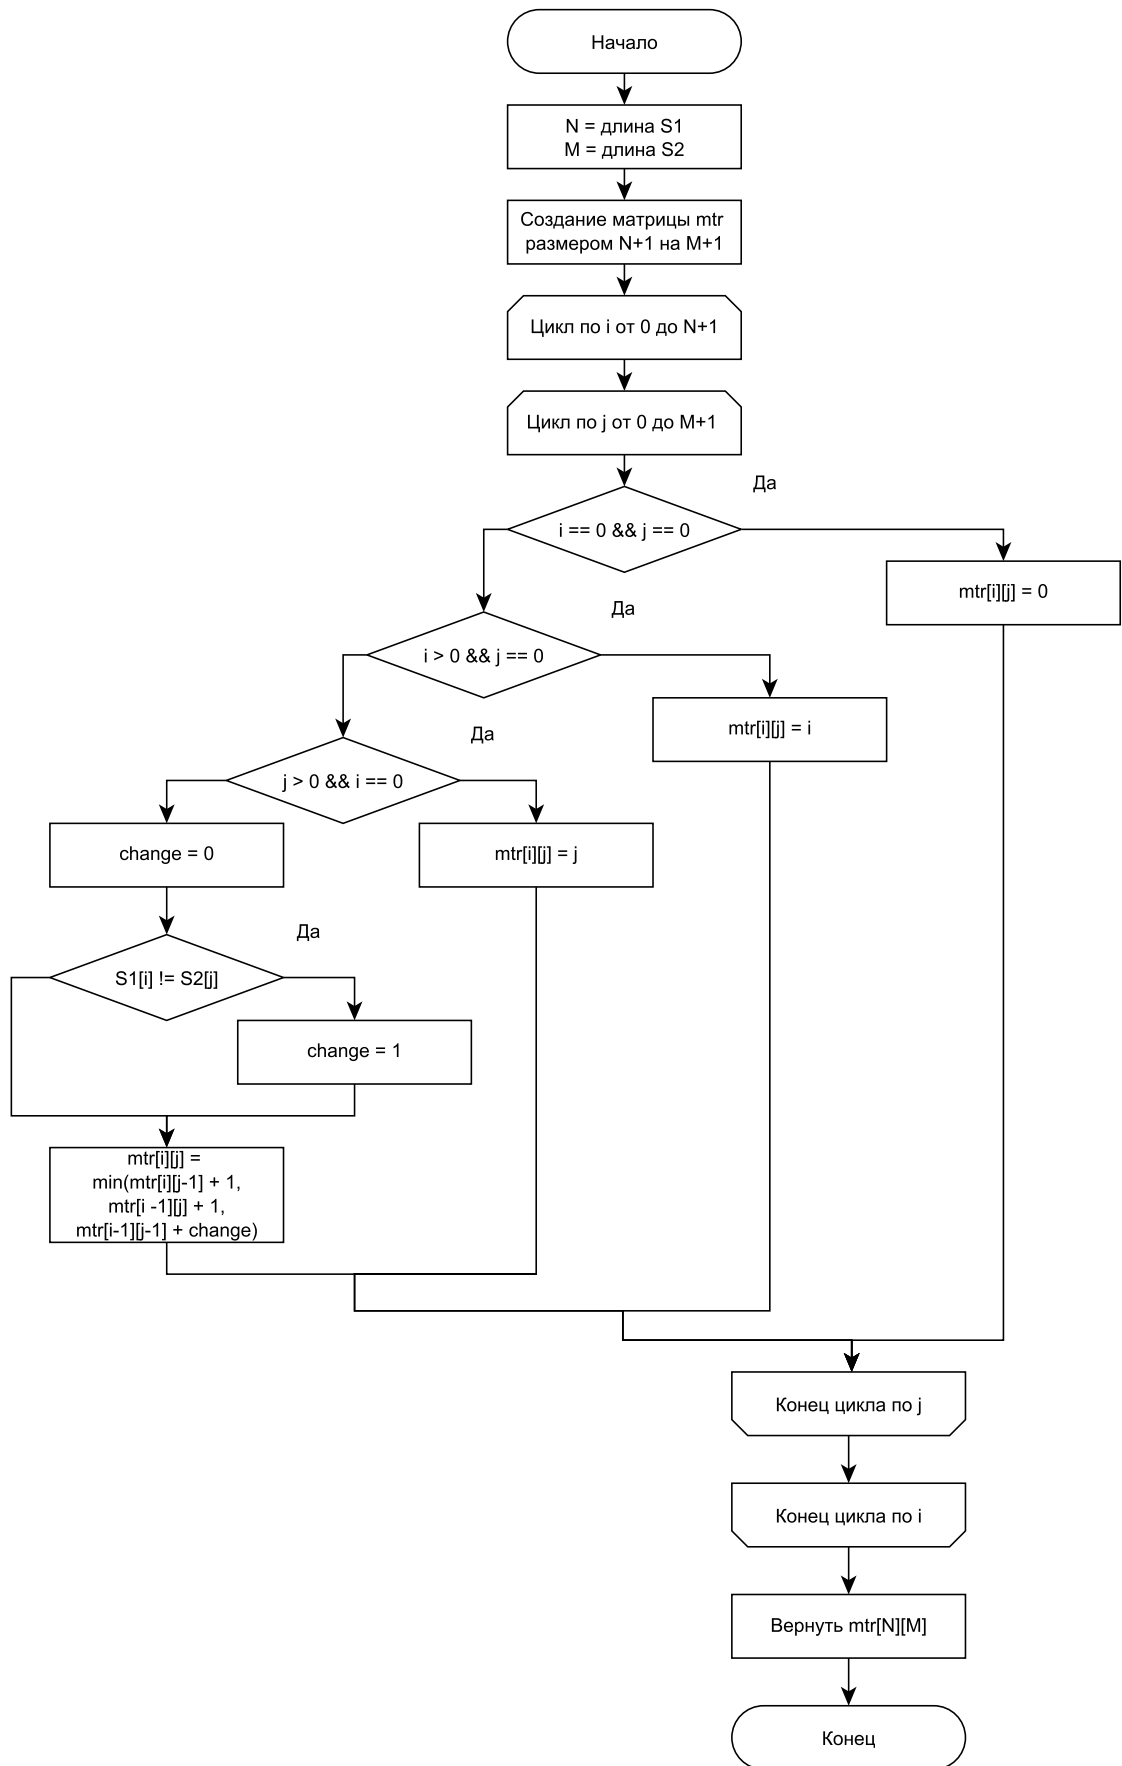 Начало
N = длина S1
M = длина S2
Создание матрицы mtr
размером N+1 на M+1
Цикл по i от 0 до N+1
Цикл по j от 0 до M+1
Да
i == 0 && j == 0
mtr[i][j] = 0
Да
i > 0 && j == 0
mtr[i][j] = i
Да
j > 0 && i == 0
change = 0
mtr[i][j] = j
Да
S1[i] != S2[j]
change = 1
mtr[i][j] =
min(mtr[i][j-1] + 1,
mtr[i -1][j] + 1,
mtr[i-1][j-1] + change)
Конец цикла по j
Конец цикла по i
Вернуть mtr[N][M]
Конец